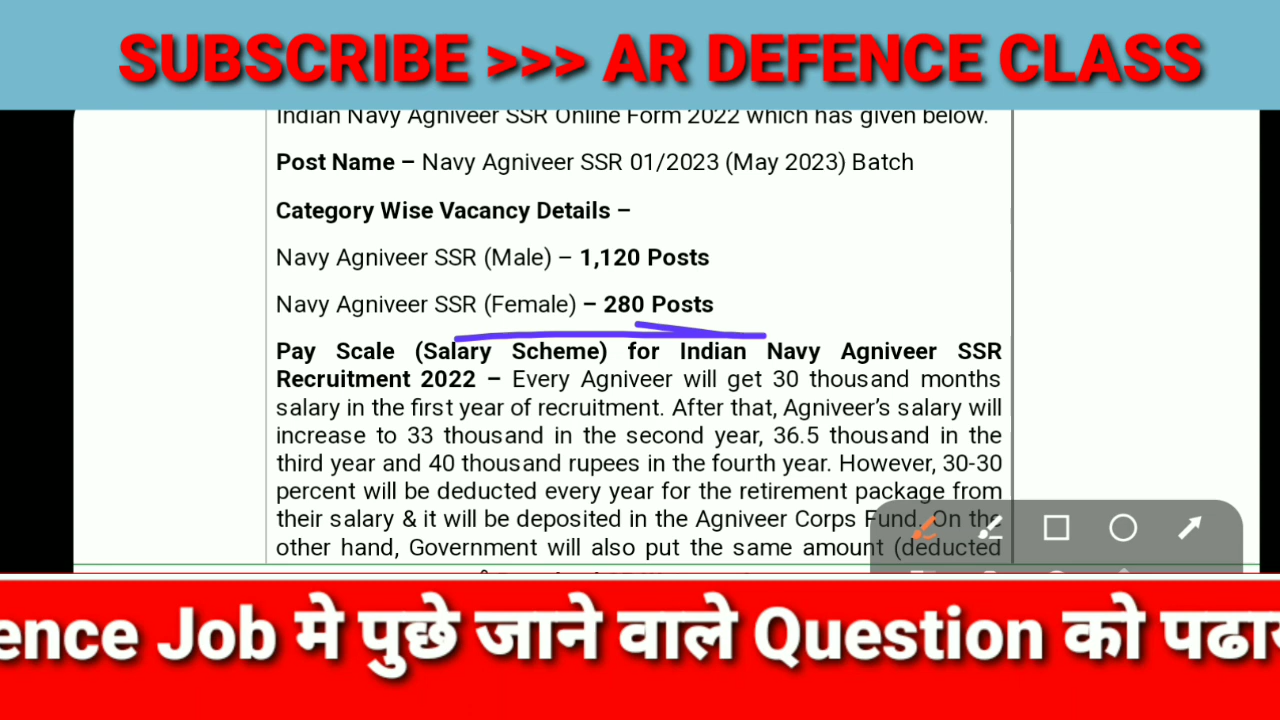 SUBSCRIBE >>> AR DEFENCE CLASS
Indian Navy Agniveer SSR Online Form 2022 which has given below.
Post Name – Navy Agniveer SSR 01/2023 (May 2023) Batch
Category Wise Vacancy Details –
Navy Agniveer SSR (Male) – 1,120 Posts
Navy Agniveer SSR (Female) – 280 Posts
Pay Scale (Salary Scheme) for Indian Navy Agniveer SSR
Recruitment 2022 – Every Agniveer will get 30 thousand months
salary in the first year of recruitment. After that, Agniveer's salary will
increase to 33 thousand in the second year, 36.5 thousand in the
third year and 40 thousand rupees in the fourth year. However, 30-30
percent will be deducted every year for the retirement package from
their salary & it will be deposited in the Agniveer Corps Fund. On the
other hand, Government will also put the same amount (deducted
ence Job मे पुछे जाने वाले Question को पढा